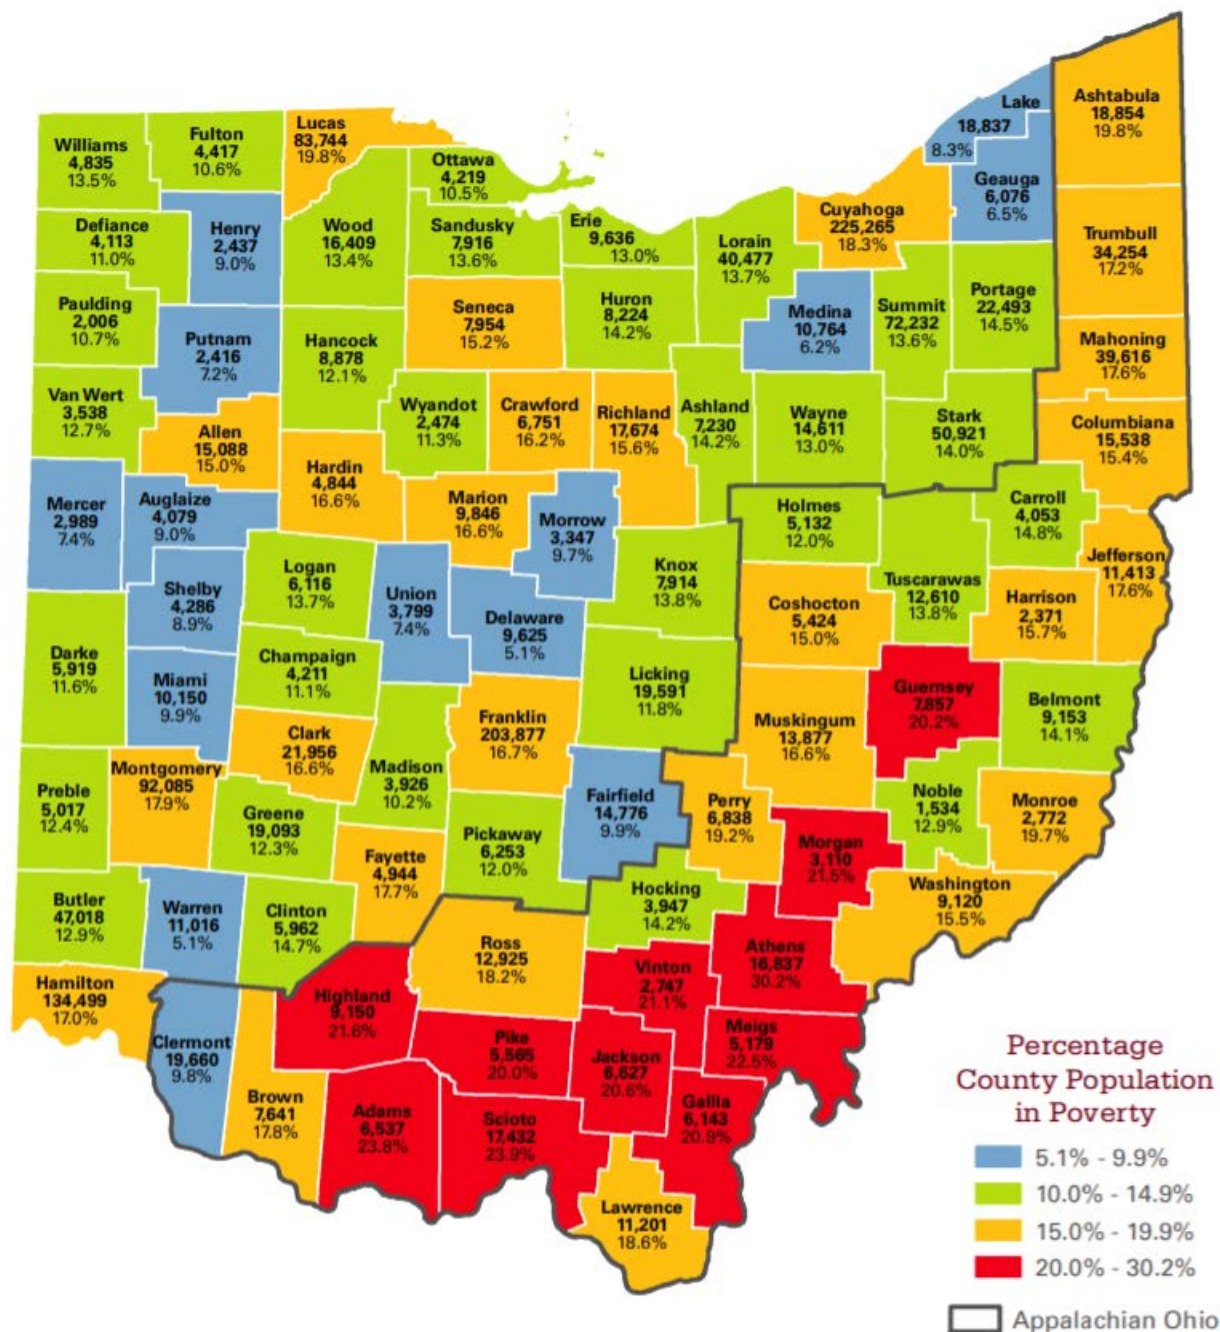 Lake
18,837
8.3%
Ashtabula
18,854
19.8%
Williams
4,835
13.5%
Fulton
4,417
10.6%
Lucas
83,744
19.8%
Ottawa
4,219
10.5%
Geauga
6,076
6.5%
Defiance
4,113
11.0%
Henry
2,437
9.0%
Wood
16,409
13.4%
Sandusky
7,916
13.6%
Erie
9,636
13.0%
Lorain
40,477
13.7%
Cuyahoga
225,265
18.3%
Trumbull
34,254
17.2%
Paulding
2,006
10.7%
Putnam
2,416
7.2%
Hancock
8,878
12.1%
Seneca
7,954
15.2%
Huron
8,224
14.2%
Medina
10,764
6.2%
Summit
72,232
13.6%
Portage
22,493
14.5%
Mahoning
39,616
17.6%
Van Wert
3,538
12.7%
Allen
15,088
15.0%
Wyandot
2,474
11.3%
Crawford
6,751
16.2%
Richland
17,674
15.6%
Ashland
7,230
14.2%
Wayne
14,611
13.0%
Stark
50,921
14.0%
Columbiana
15,538
15.4%
Mercer
2,989
7.4%
Auglaize
4,079
9.0%
Hardin
4,844
16.6%
Marion
9,846
16.6%
Morrow
3,347
9.7%
Holmes
5,132
12.0%
Carroll
4,053
14.8%
Jefferson
11,413
17.6%
Shelby
4,286
8.9%
Logan
6,116
13.7%
Union
3,799
7.4%
Delaware
9,625
5.1%
Knox
7,914
13.8%
Coshocton
5,424
15.0%
Tuscarawas
12,610
13.8%
Harrison
2,371
15.7%
Darke
5,919
11.6%
Miami
10,150
9.9%
Champaign
4,211
11.1%
Licking
19,591
11.8%
Guernsey
7,857
20.2%
Belmont
9,153
14.1%
Clark
21,956
16.6%
Franklin
203,877
16.7%
Muskingum
13,877
16.6%
Preble
5,017
12.4%
Montgomery
92,085
17.9%
Greene
19,093
12.3%
Madison
3,926
10.2%
Pickaway
6,253
12.0%
Fairfield
14,776
9.9%
Perry
6,838
19.2%
Morgan
3,110
21.5%
Noble
1,534
12.9%
Monroe
2,772
19.7%
Fayette
4,944
17.7%
Washington
9,120
15.5%
Butler
47,018
12.9%
Warren
11,016
5.1%
Clinton
5,962
14.7%
Hocking
3,947
14.2%
Ross
12,925
18.2%
Vinton
2,747
21.1%
Athens
16,837
30.2%
Hamilton
134,499
17.0%
Clermont
19,660
9.8%
Highland
9,150
21.6%
Pike
5,565
20.0%
Jackson
6,627
20.6%
Meigs
5,179
22.5%
Brown
7,641
17.8%
Adams
6,537
23.8%
Scioto
17,432
23.9%
Gallia
6,143
20.9%
Lawrence
11,201
18.6%
Percentage
County Population
in Poverty
5.1% - 9.9%
10.0% - 14.9%
15.0% - 19.9%
20.0% - 30.2%
Appalachian Ohio